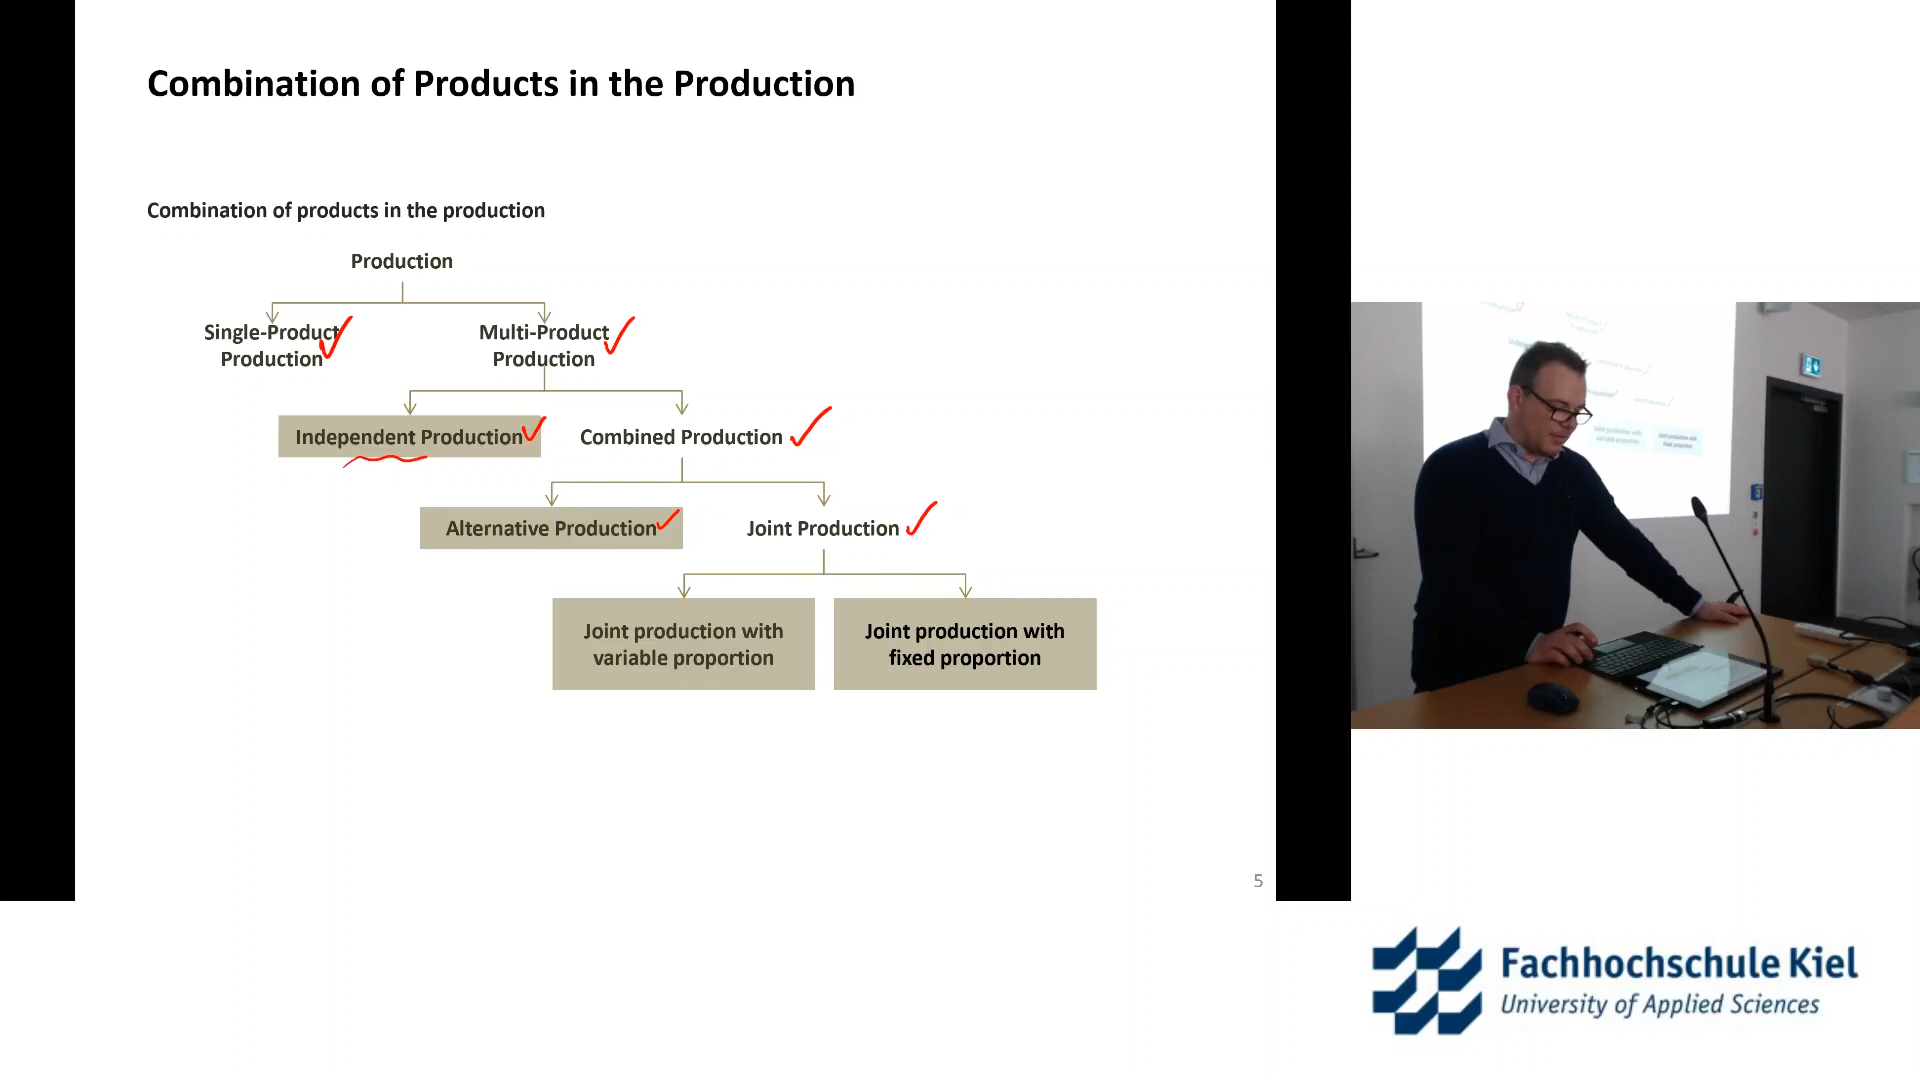 Combination of Products in the Production
Combination of products in the production
Production
Single-Product
Production
Multi-Product
Production
Independent Production
Combined Production
Alternative Production
Joint Production
Joint production with
variable proportion
Joint production with
fixed proportion
5
Fachhochschule Kiel
University of Applied Sciences